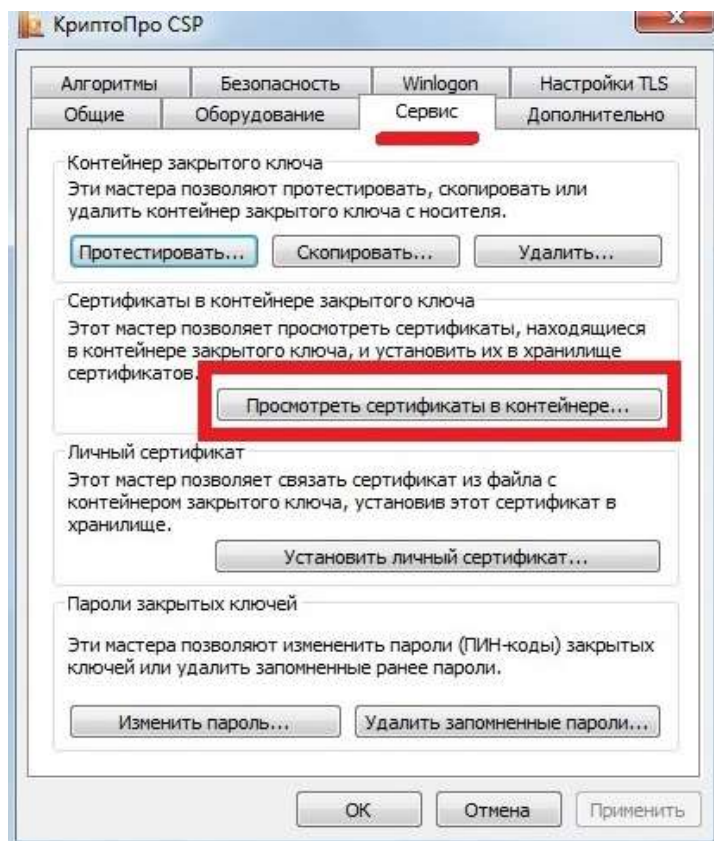 КриптоПро CSP
Алгоритмы Безопасность Winlogon Настройки TLS
Общие Оборудование Сервис Дополнительно
Контейнер закрытого ключа
Эти мастера позволяют протестировать, скопировать или
удалить контейнер закрытого ключа с носителя.
Протестировать... Скопировать... Удалить...
Сертификаты в контейнере закрытого ключа
Этот мастер позволяет просмотреть сертификаты, находящиеся
в контейнере закрытого ключа, и установить их в хранилище
сертификатов.
Просмотреть сертификаты в контейнере...
Личный сертификат
Этот мастер позволяет связать сертификат из файла с
контейнером закрытого ключа, установив этот сертификат в
хранилище.
Установить личный сертификат...
Пароли закрытых ключей
Эти мастера позволяют измененить пароли (ПИН-коды) закрытых
ключей или удалить запомненные ранее пароли.
Изменить пароль... Удалить запомненные пароли...
ОК Отмена Применить